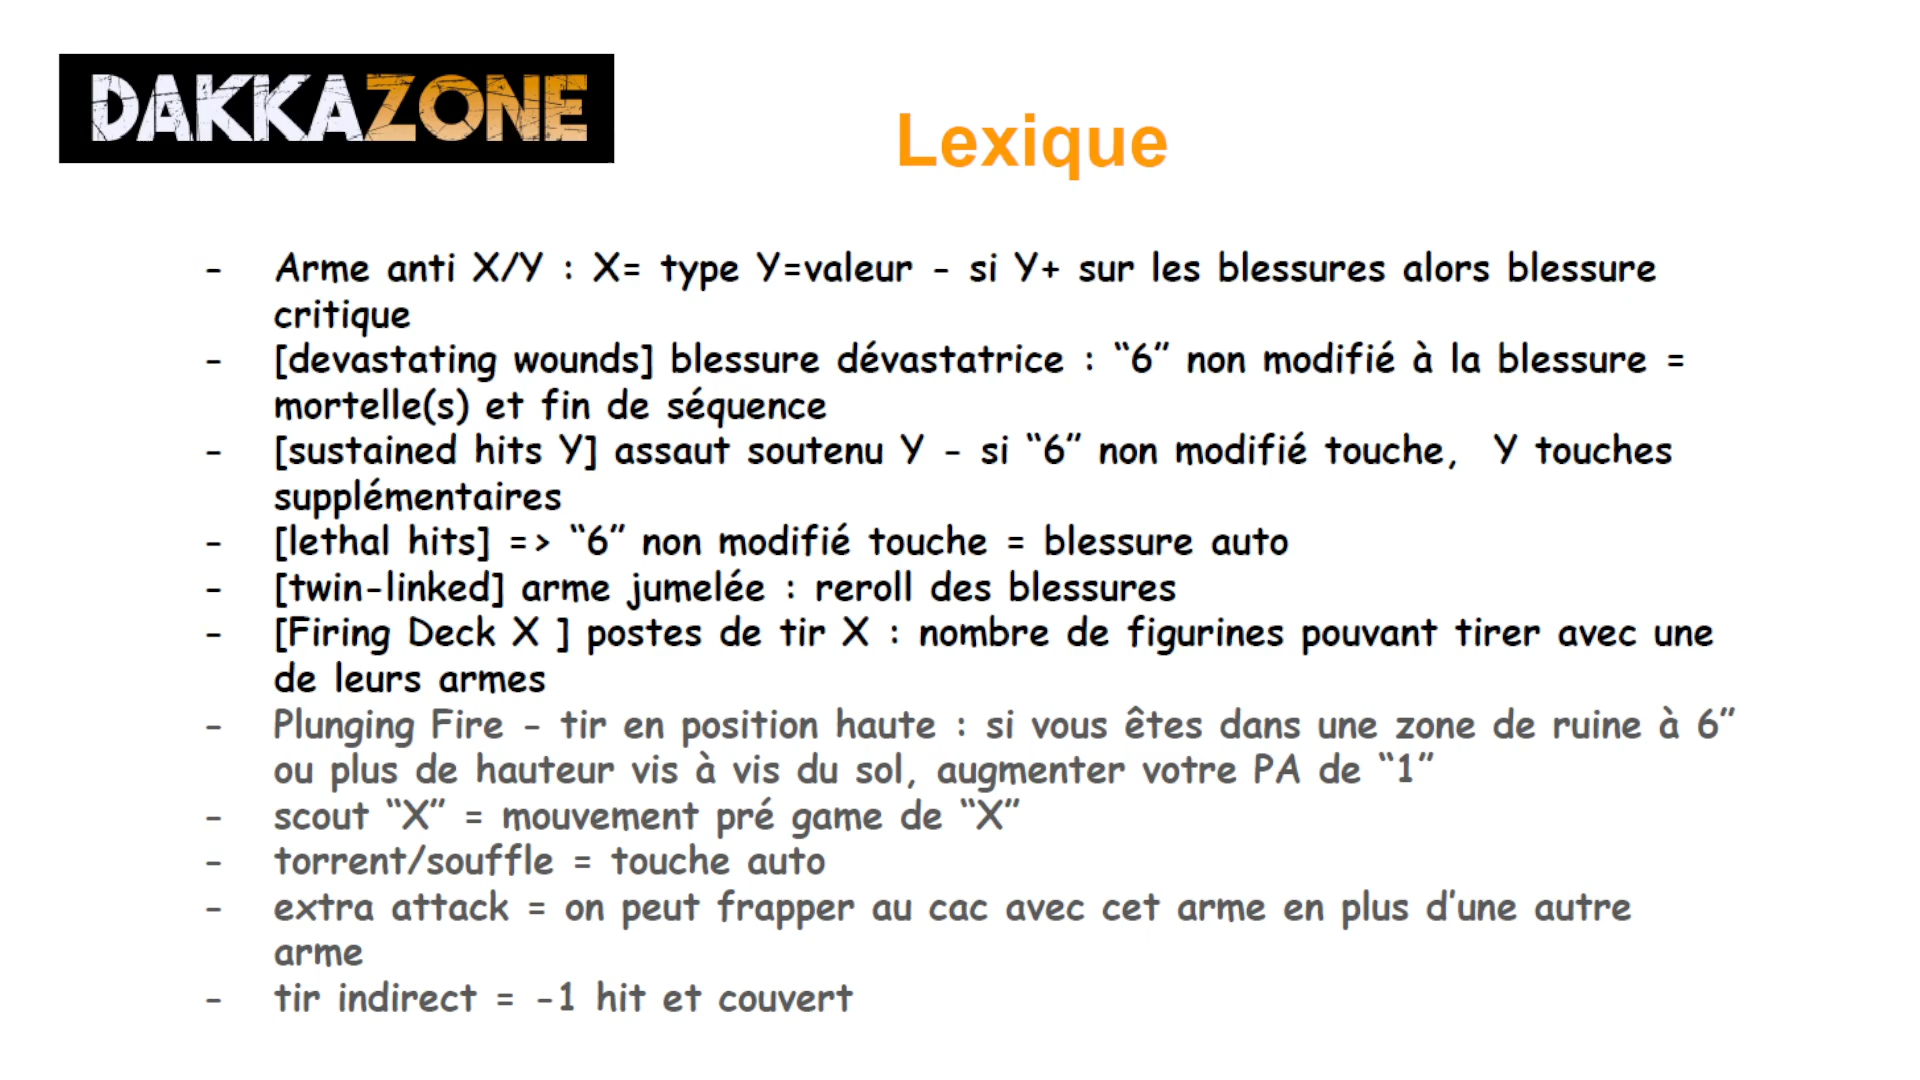 DAKKAZONE
Lexique
- Arme anti X/Y : X= type Y=valeur - si Y+ sur les blessures alors blessure
critique
- [devastating wounds] blessure dévastatrice : “6” non modifié à la blessure =
mortelle(s) et fin de séquence
- [sustained hits Y] assaut soutenu Y - si “6” non modifié touche, Y touches
supplémentaires
- [lethal hits] => “6” non modifié touche = blessure auto
- [twin-linked] arme jumelée : reroll des blessures
- [Firing Deck X ] postes de tir X : nombre de figurines pouvant tirer avec une
de leurs armes
- Plunging Fire - tir en position haute : si vous êtes dans une zone de ruine à 6”
ou plus de hauteur vis à vis du sol, augmenter votre PA de “1”
- scout “X” = mouvement pré game de “X”
- torrent/souffle = touche auto
- extra attack = on peut frapper au cac avec cet arme en plus d’une autre
arme
- tir indirect = -1 hit et couvert